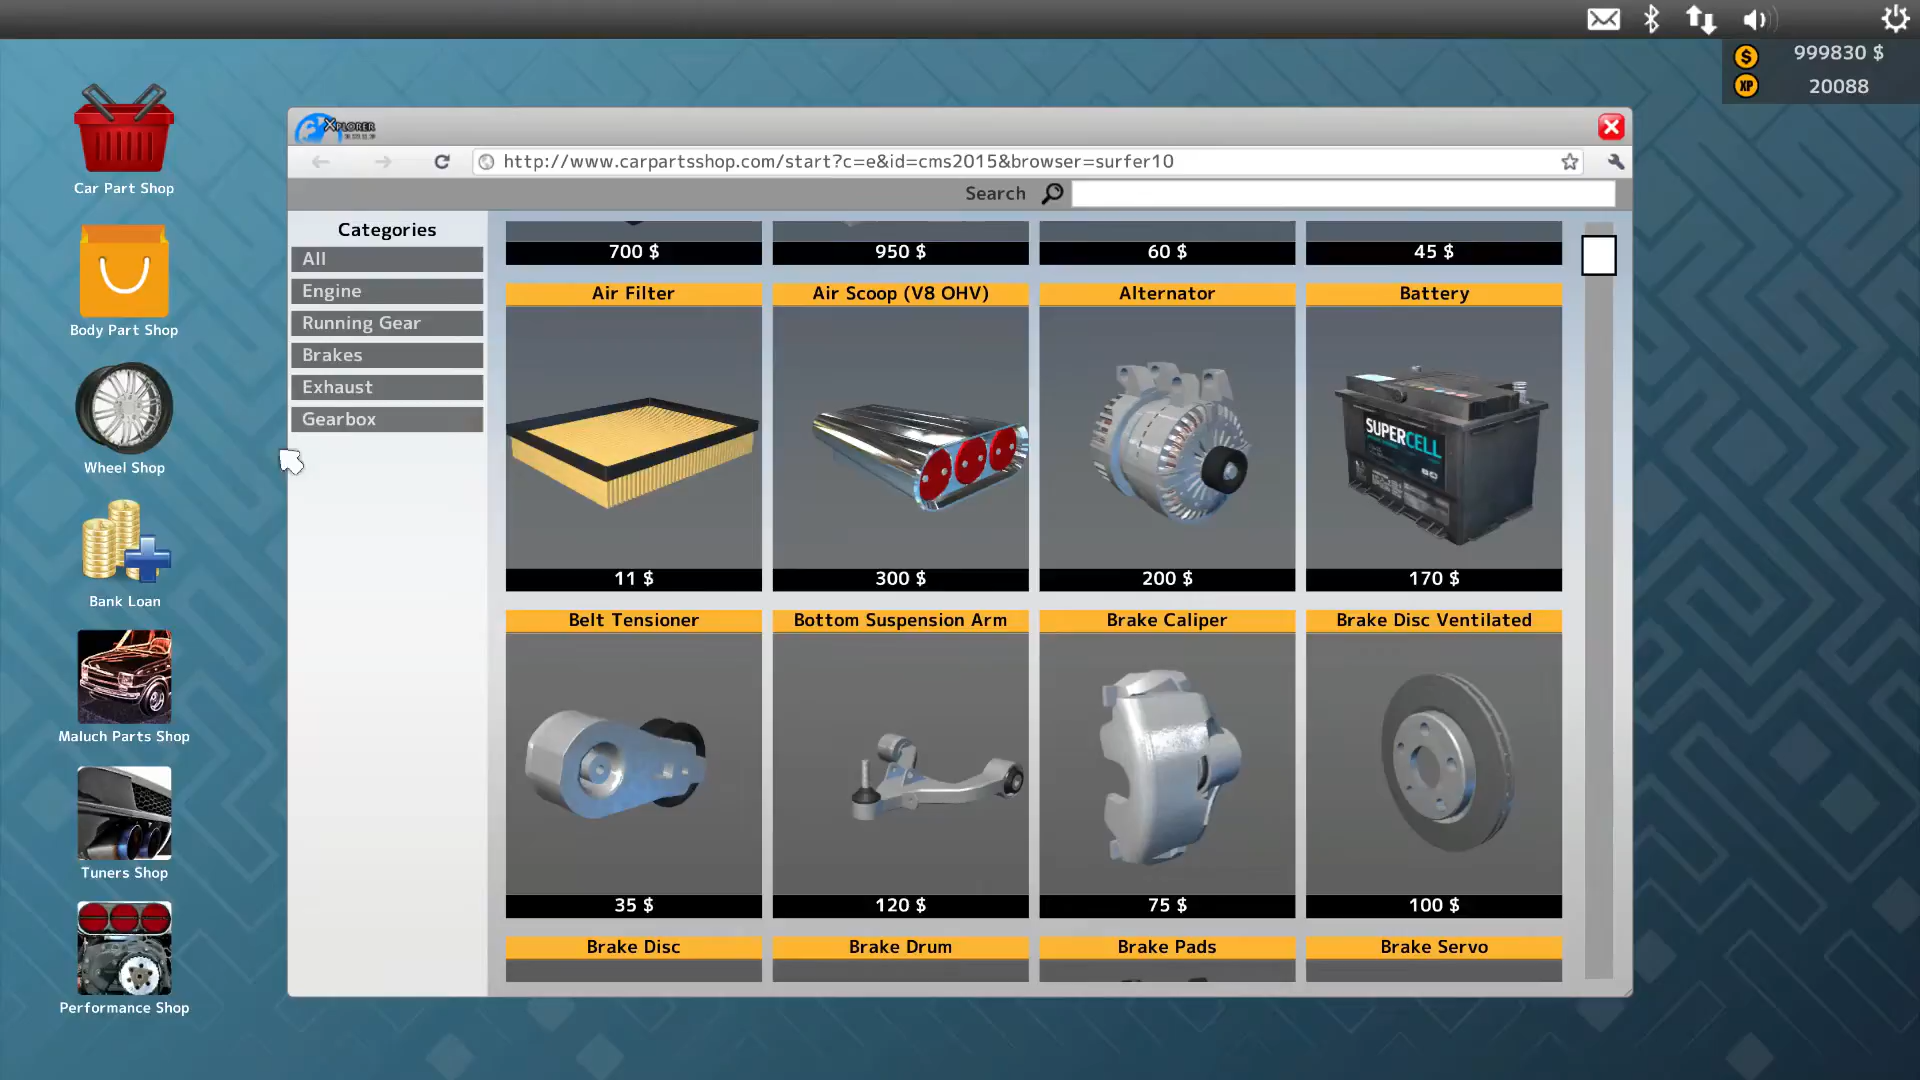 999830 $
XP
20088
Car Part Shop
Body Part Shop
Wheel Shop
Bank Loan
Maluch Parts Shop
Tuners Shop
Performance Shop
XPLORER
http://www.carpartsshop.com/start?c=e&id=cms2015&browser=surfer10
Search
Categories
All
Engine
Running Gear
Brakes
Exhaust
Gearbox
700 $
950 $
60 $
45 $
Air Filter
Air Scoop (V8 OHV)
Alternator
Battery
SUPERCELL
11 $
300 $
200 $
170 $
Belt Tensioner
Bottom Suspension Arm
Brake Caliper
Brake Disc Ventilated
35 $
120 $
75 $
100 $
Brake Disc
Brake Drum
Brake Pads
Brake Servo